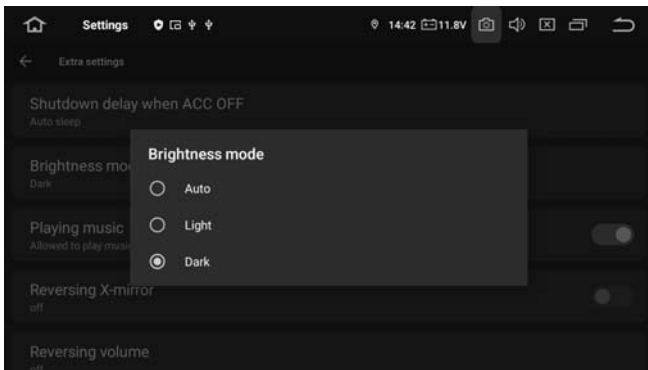 Settings 14:42 11.8V
Extra settings
Shutdown delay when ACC OFF
Auto sleep
Brightness mo
Dark
Brightness mode
Auto
Light
Dark
Playing music
Allowed to play musi
Reversing X-mirror
off
Reversing volume
off